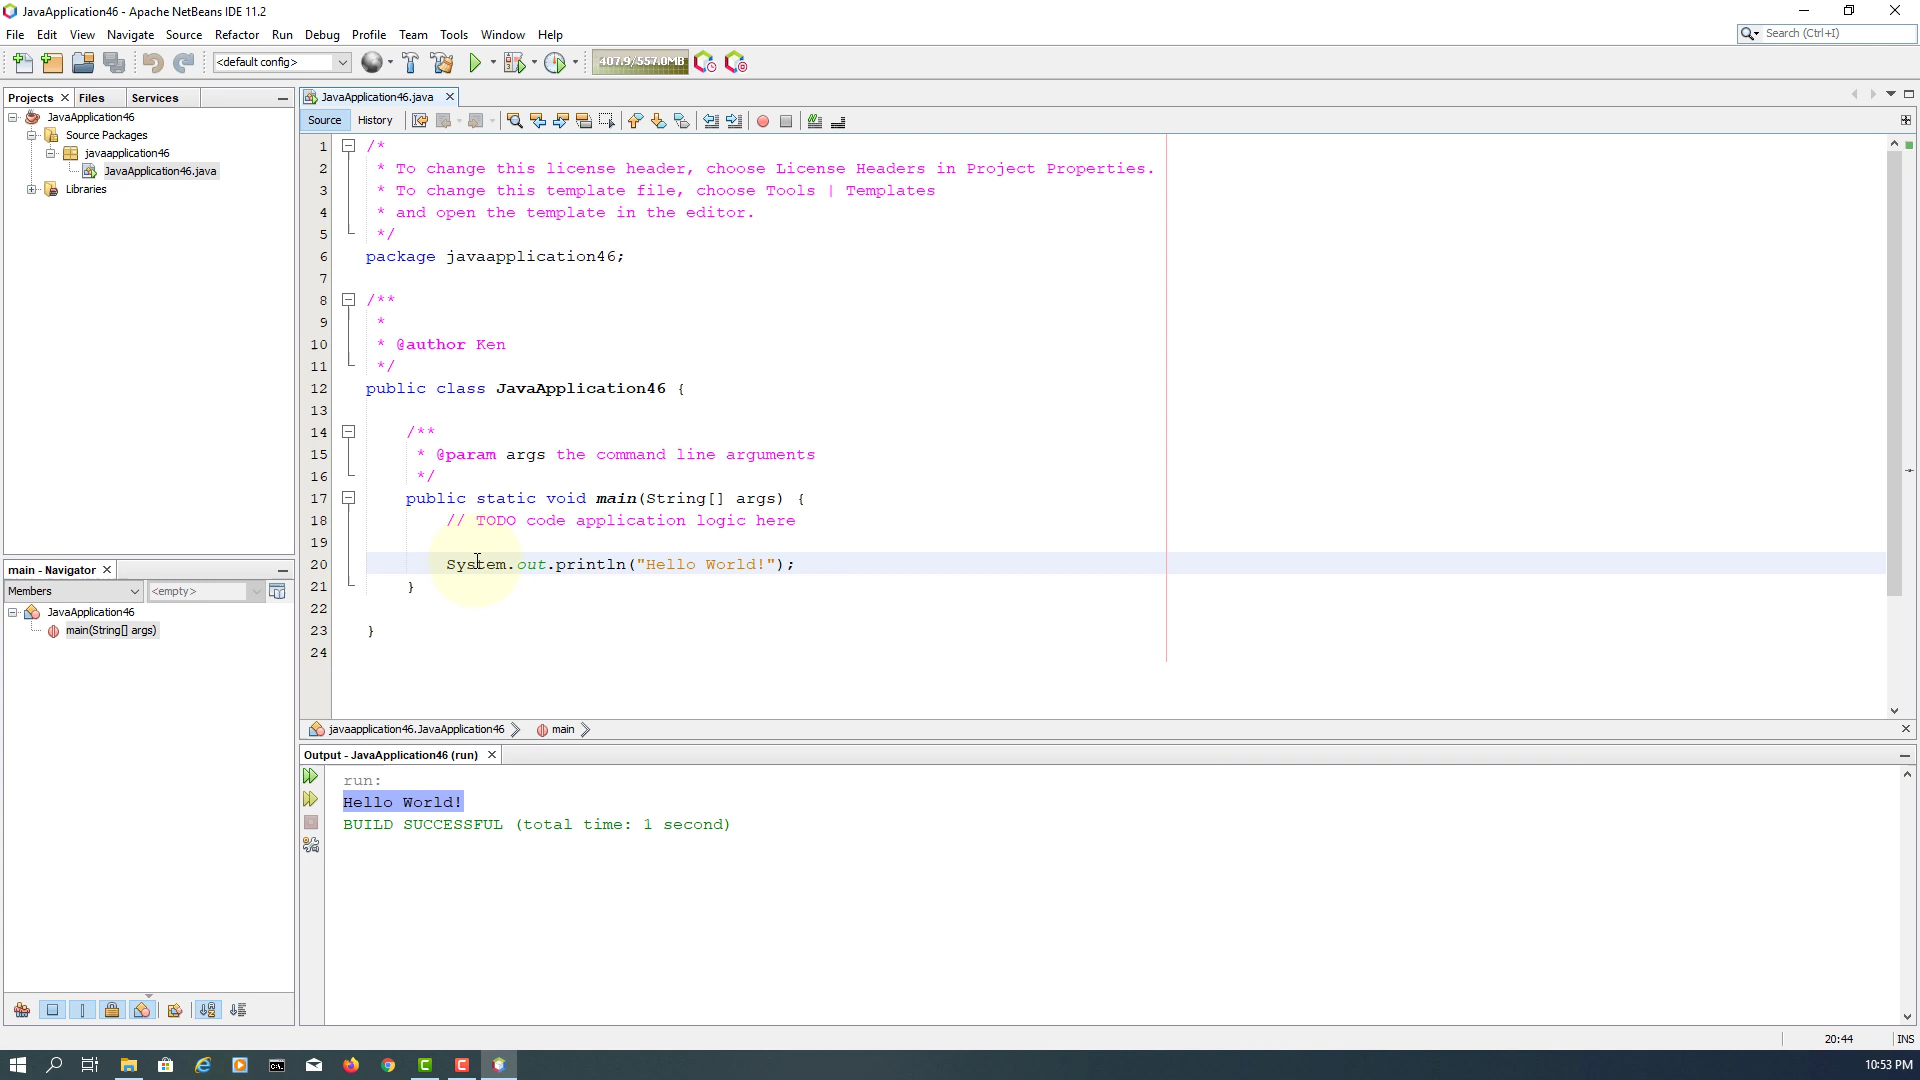 JavaApplication46 - Apache NetBeans IDE 11.2
File Edit View Navigate Source Refactor Run Debug Profile Team Tools Window Help
Search (Ctrl+I)
<default config>
407.9/557.0MB
Projects Files Services
JavaApplication46
Source Packages
javaapplication46
JavaApplication46.java
Libraries
JavaApplication46.java
Source History
1 /*
2 * To change this license header, choose License Headers in Project Properties.
3 * To change this template file, choose Tools | Templates
4 * and open the template in the editor.
5 */
6 package javaapplication46;
7
8 /**
9 *
10 * @author Ken
11 */
12 public class JavaApplication46 {
13
14 /**
15 * @param args the command line arguments
16 */
17 public static void main(String[] args) {
18 // TODO code application logic here
19
20 System.out.println("Hello World!");
21 }
22
23 }
24
javaapplication46.JavaApplication46 main
main - Navigator
Members <empty>
JavaApplication46
main(String[] args)
Output - JavaApplication46 (run)
run:
Hello World!
BUILD SUCCESSFUL (total time: 1 second)
20:44 INS
10:53 PM